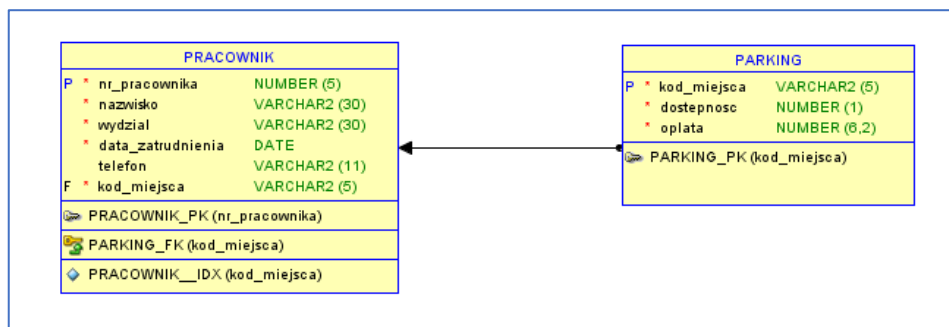 PRACOWNIK
P * nr_pracownika NUMBER (5)
* nazwisko VARCHAR2 (30)
* wydzial VARCHAR2 (30)
* data_zatrudnienia DATE
telefon VARCHAR2 (11)
F * kod_miejsca VARCHAR2 (5)
PRACOWNIK_PK (nr_pracownika)
PARKING_FK (kod_miejsca)
PRACOWNIK__IDX (kod_miejsca)
PARKING
P * kod_miejsca VARCHAR2 (5)
* dostepnosc NUMBER (1)
* oplata NUMBER (6,2)
PARKING_PK (kod_miejsca)